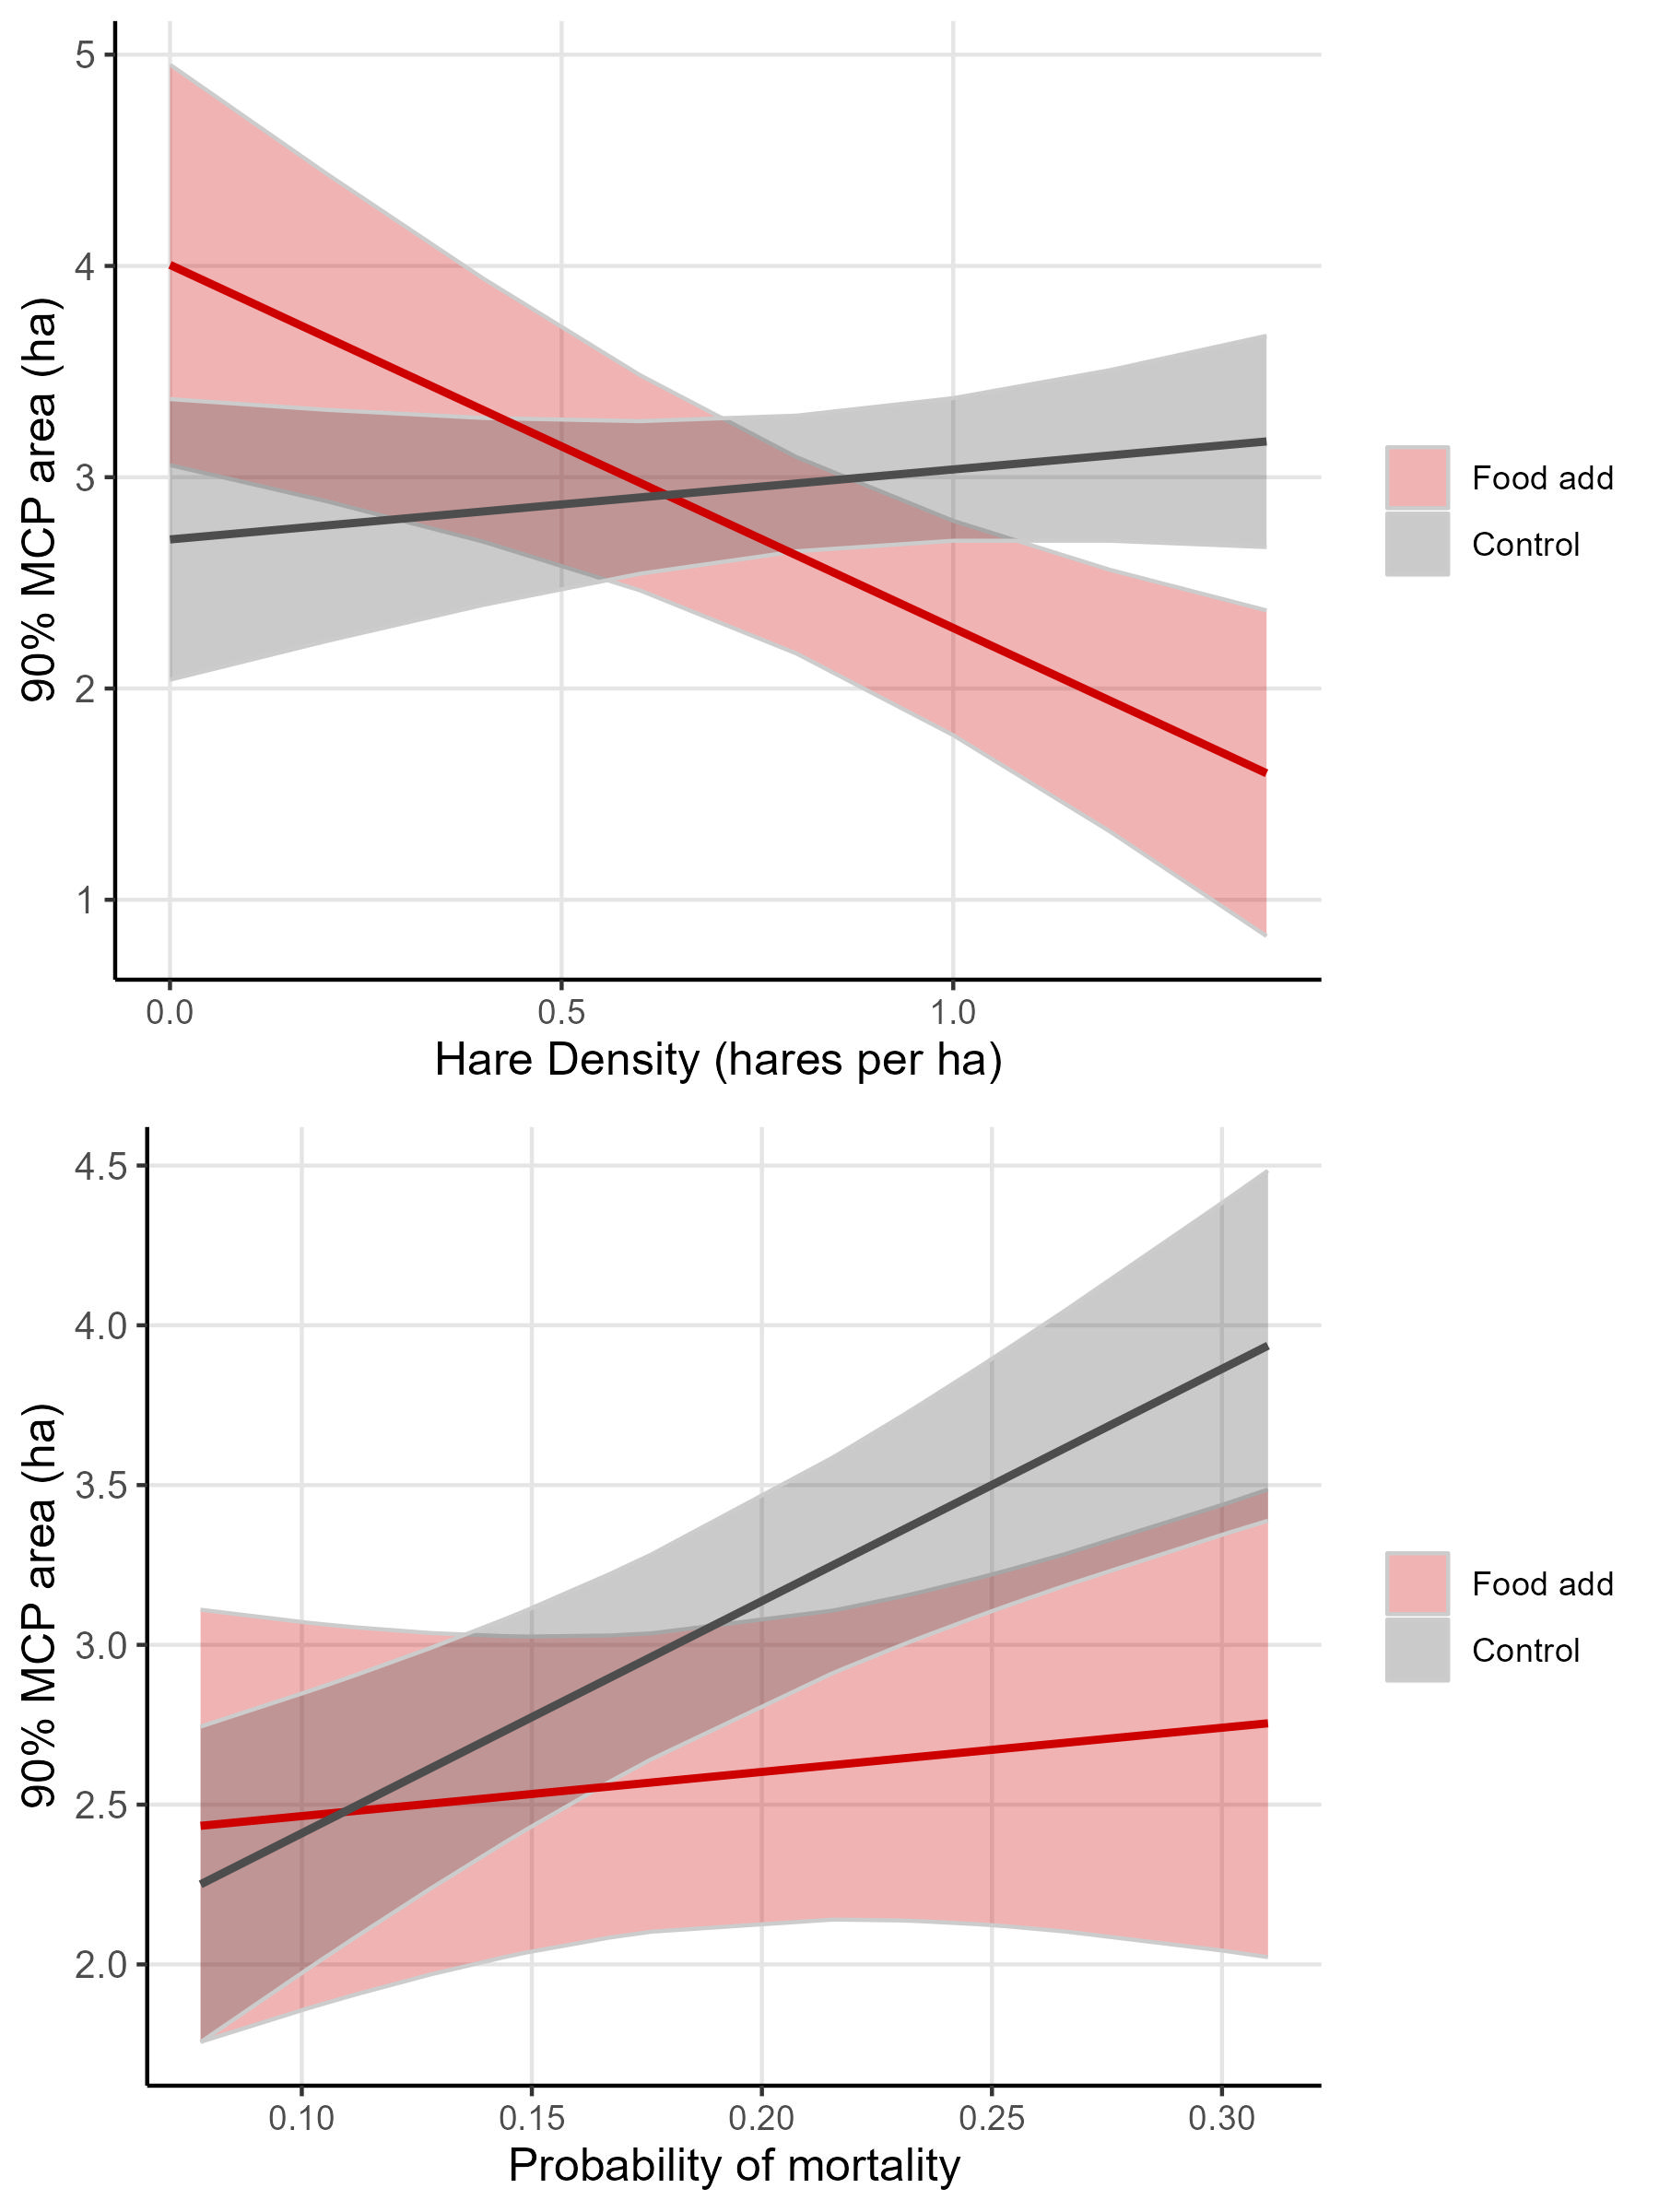 90% MCP area (ha)
5
4
3
2
1
0.0
0.5
1.0
Hare Density (hares per ha)
Food add
Control
90% MCP area (ha)
4.5
4.0
3.5
3.0
2.5
2.0
0.10
0.15
0.20
0.25
0.30
Probability of mortality
Food add
Control